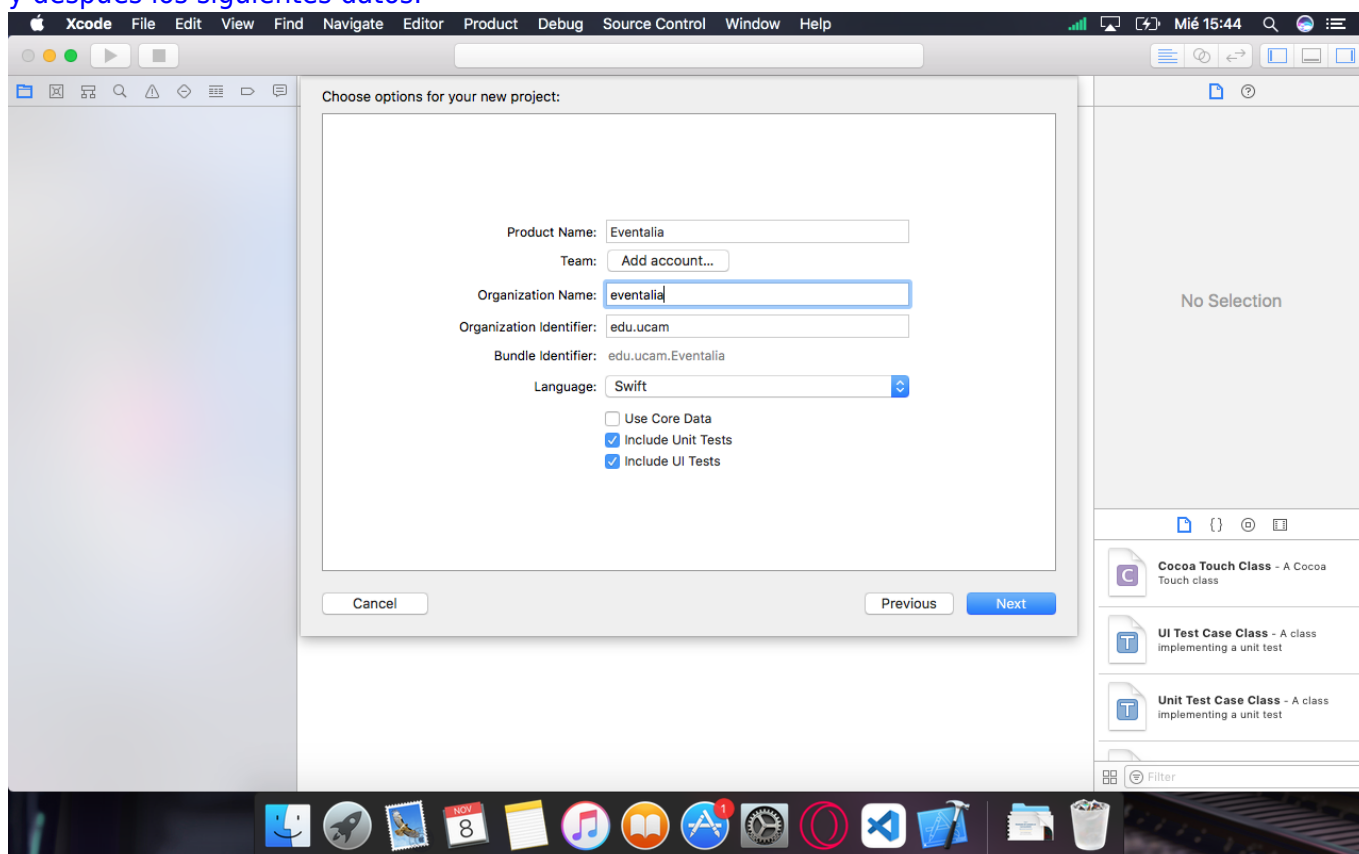 y después los siguientes datos:
Xcode File Edit View Find Navigate Editor Product Debug Source Control Window Help Mié 15:44
Choose options for your new project:
Product Name: Eventalia
Team: Add account...
Organization Name: eventalia
Organization Identifier: edu.ucam
Bundle Identifier: edu.ucam.Eventalia
Language: Swift
Use Core Data
Include Unit Tests
Include UI Tests
Cancel Previous Next
No Selection
{}
C Cocoa Touch Class - A Cocoa
Touch class
T UI Test Case Class - A class
implementing a unit test
T Unit Test Case Class - A class
implementing a unit test
Filter
NOV
8
1